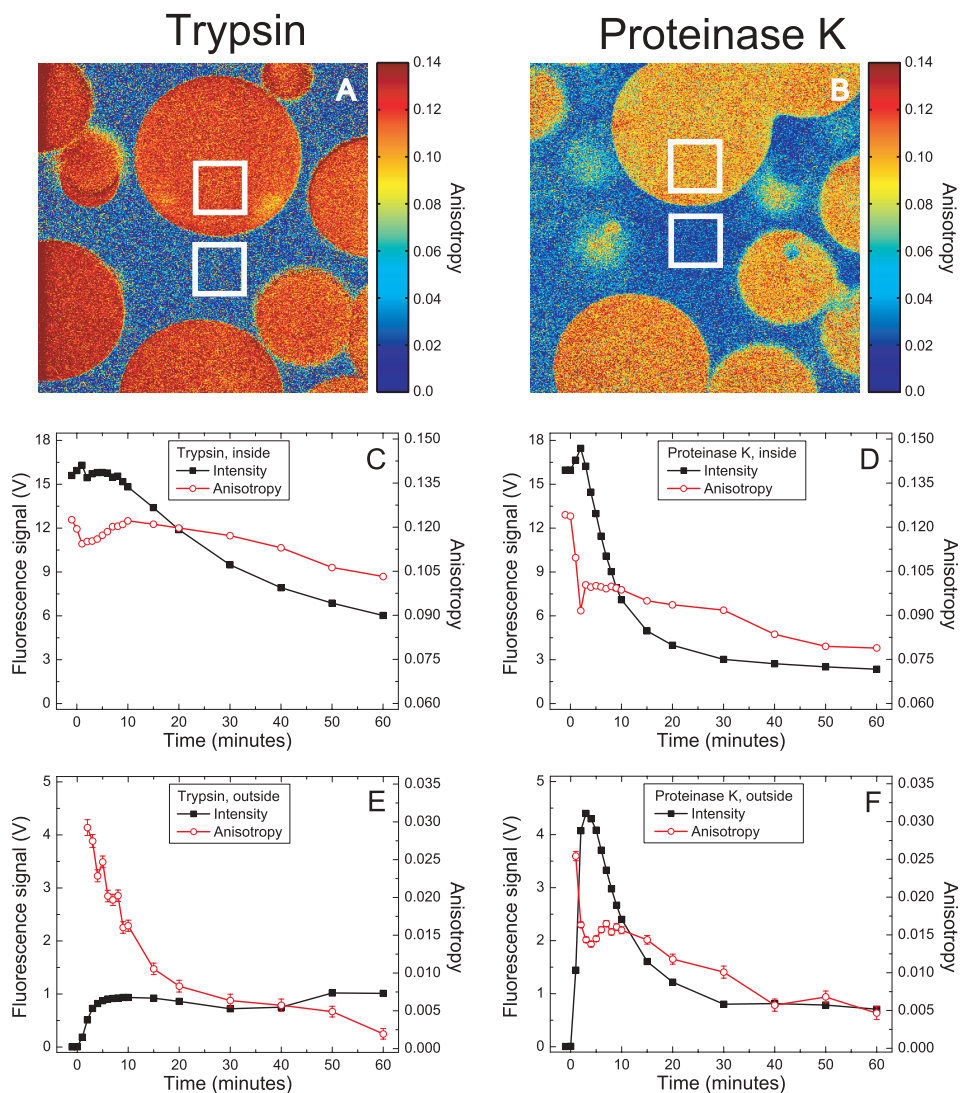 Trypsin
Proteinase K
A
0.14
0.12
0.10
0.08
0.06
0.04
0.02
0.0
Anisotropy
B
0.14
0.12
0.10
0.08
0.06
0.04
0.02
0.0
Anisotropy
C
Trypsin, inside
Intensity
Anisotropy
Fluorescence signal (V)
18
15
12
9
6
3
0
0.150
0.135
0.120
0.105
0.090
0.075
0.060
Anisotropy
0 10 20 30 40 50 60
Time (minutes)
D
Proteinase K, inside
Intensity
Anisotropy
Fluorescence signal (V)
18
15
12
9
6
3
0
0.150
0.135
0.120
0.105
0.090
0.075
0.060
Anisotropy
0 10 20 30 40 50 60
Time (minutes)
E
Trypsin, outside
Intensity
Anisotropy
Fluorescence signal (V)
5
4
3
2
1
0
0.035
0.030
0.025
0.020
0.015
0.010
0.005
0.000
Anisotropy
0 10 20 30 40 50 60
Time (minutes)
F
Proteinase K, outside
Intensity
Anisotropy
Fluorescence signal (V)
5
4
3
2
1
0
0.035
0.030
0.025
0.020
0.015
0.010
0.005
0.000
Anisotropy
0 10 20 30 40 50 60
Time (minutes)